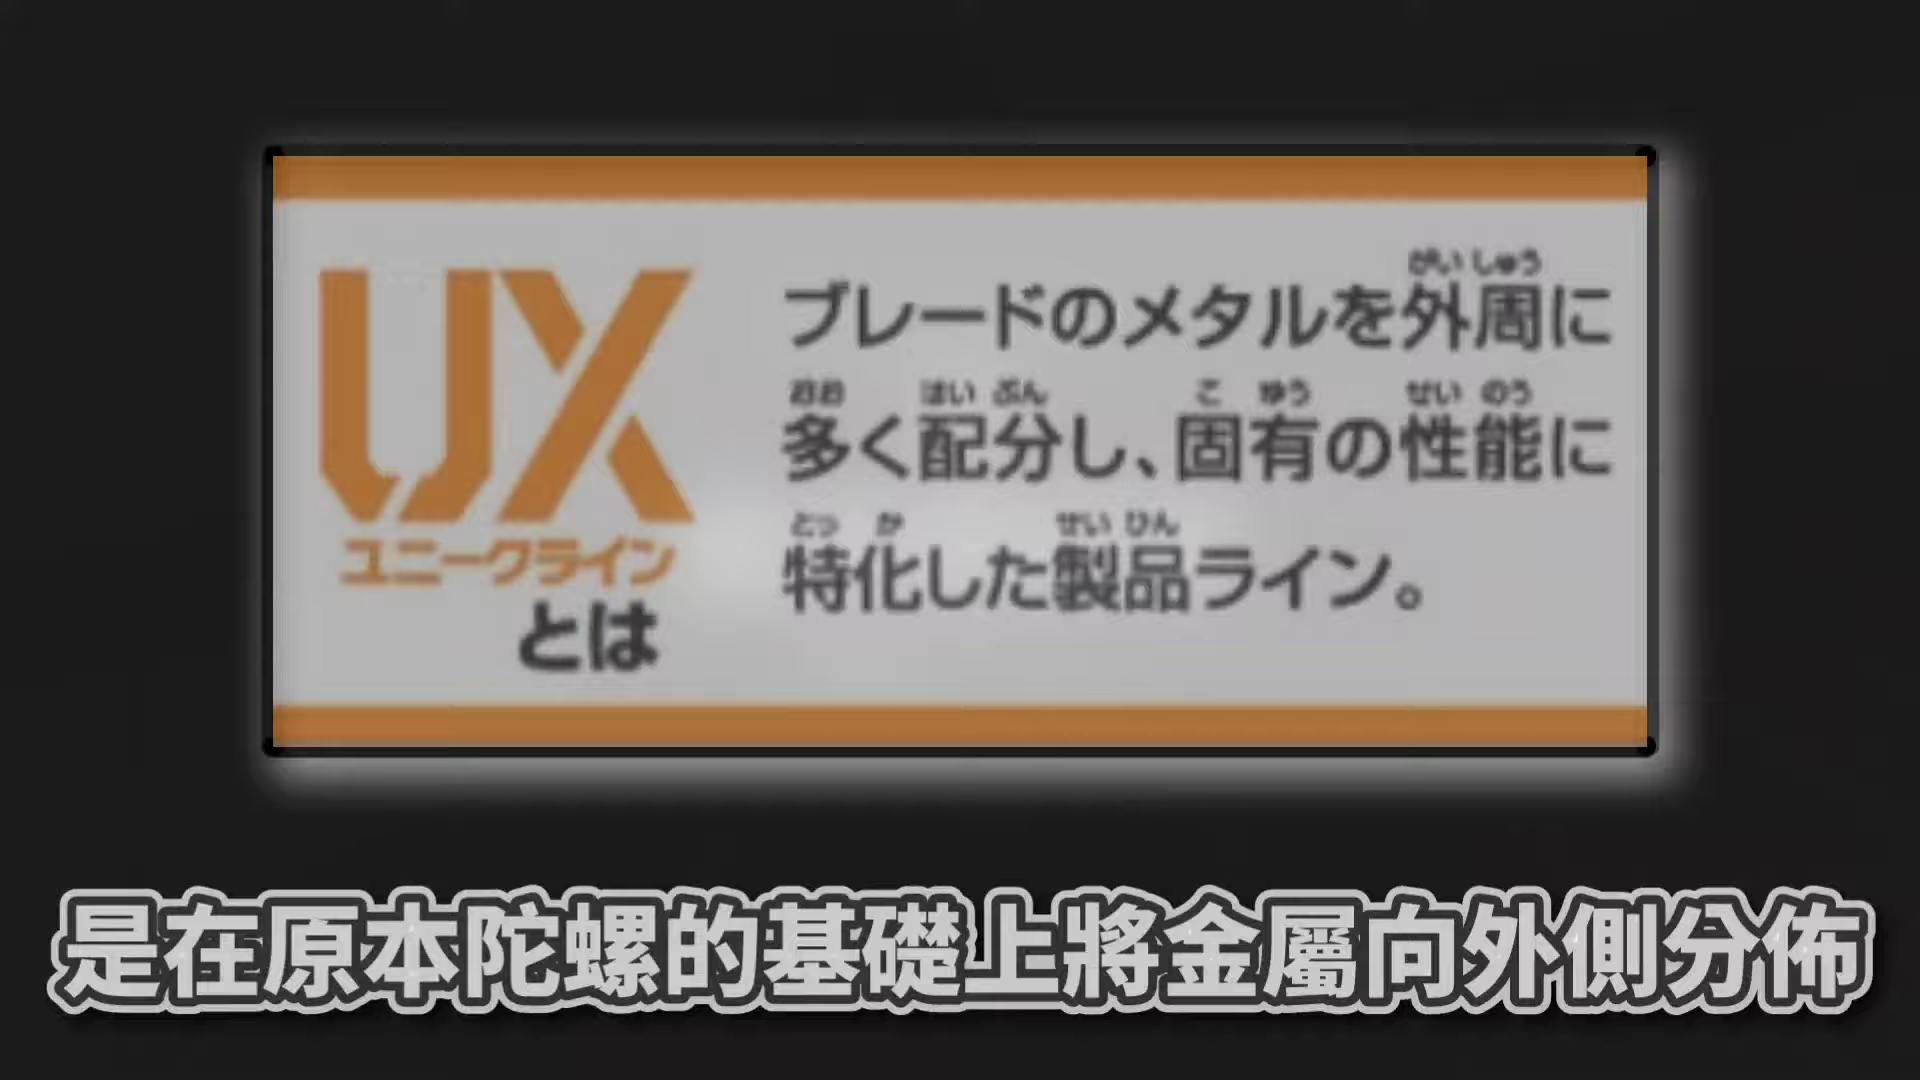 UX
ユニークライン
とは
がいしゅう
ブレードのメタルを外周に
おお はい ぶん こ ゆう せい のう
多く配分し、固有の性能に
とっ か せい ひん
特化した製品ライン。
是在原本陀螺的基礎上將金屬向外側分佈